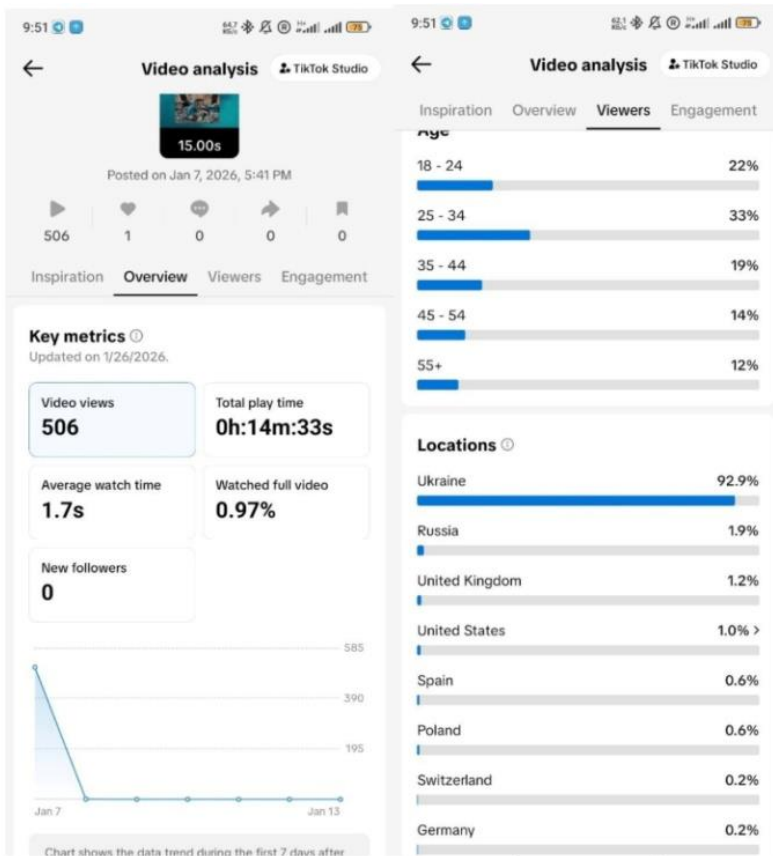 9:51
Video analysis
TikTok Studio
15.00s
Posted on Jan 7, 2026, 5:41 PM
506 1 0 0 0
Inspiration Overview Viewers Engagement
Key metrics
Updated on 1/26/2026.
Video views
506
Total play time
0h:14m:33s
Average watch time
1.7s
Watched full video
0.97%
New followers
0
585
390
195
Jan 7 Jan 13
Chart shows the data trend during the first 7 days after
9:51
Video analysis
TikTok Studio
Inspiration Overview Viewers Engagement
Age
18 - 24 22%
25 - 34 33%
35 - 44 19%
45 - 54 14%
55+ 12%
Locations
Ukraine 92.9%
Russia 1.9%
United Kingdom 1.2%
United States 1.0% >
Spain 0.6%
Poland 0.6%
Switzerland 0.2%
Germany 0.2%